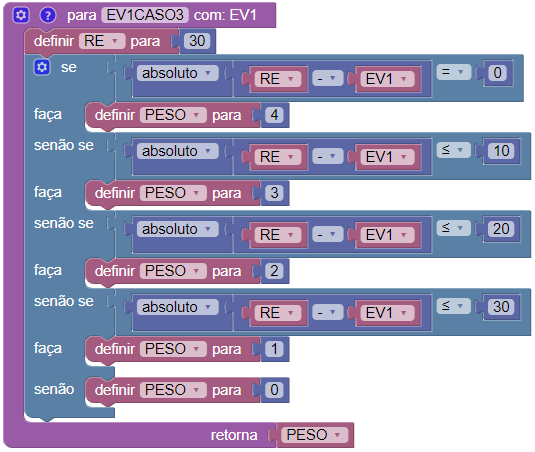 ? para EV1CASO3 com: EV1
definir RE para 30
se absoluto RE - EV1 = 0
faça definir PESO para 4
senão se absoluto RE - EV1 ≤ 10
faça definir PESO para 3
senão se absoluto RE - EV1 ≤ 20
faça definir PESO para 2
senão se absoluto RE - EV1 ≤ 30
faça definir PESO para 1
senão definir PESO para 0
retorna PESO